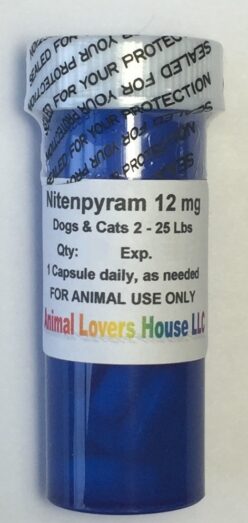 SEALED FOR YOUR PROTECTION
Nitenpyram 12 mg
Dogs & Cats 2 - 25 Lbs
Qty: Exp.
1 Capsule daily, as needed
FOR ANIMAL USE ONLY
Animal Lovers House LLC